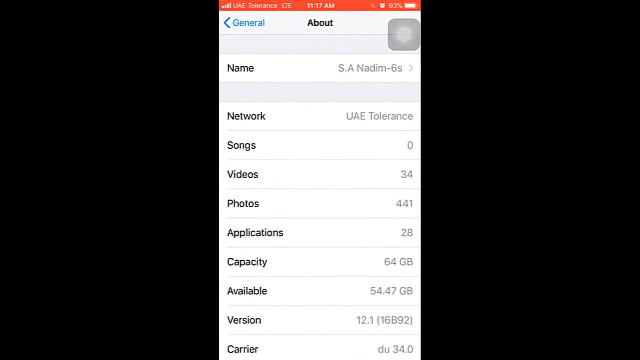 UAE Tolerance LTE 11:17 AM 93%
General About
Name S.A Nadim-6s
Network UAE Tolerance
Songs 0
Videos 34
Photos 441
Applications 28
Capacity 64 GB
Available 54.47 GB
Version 12.1 (16B92)
Carrier du 34.0